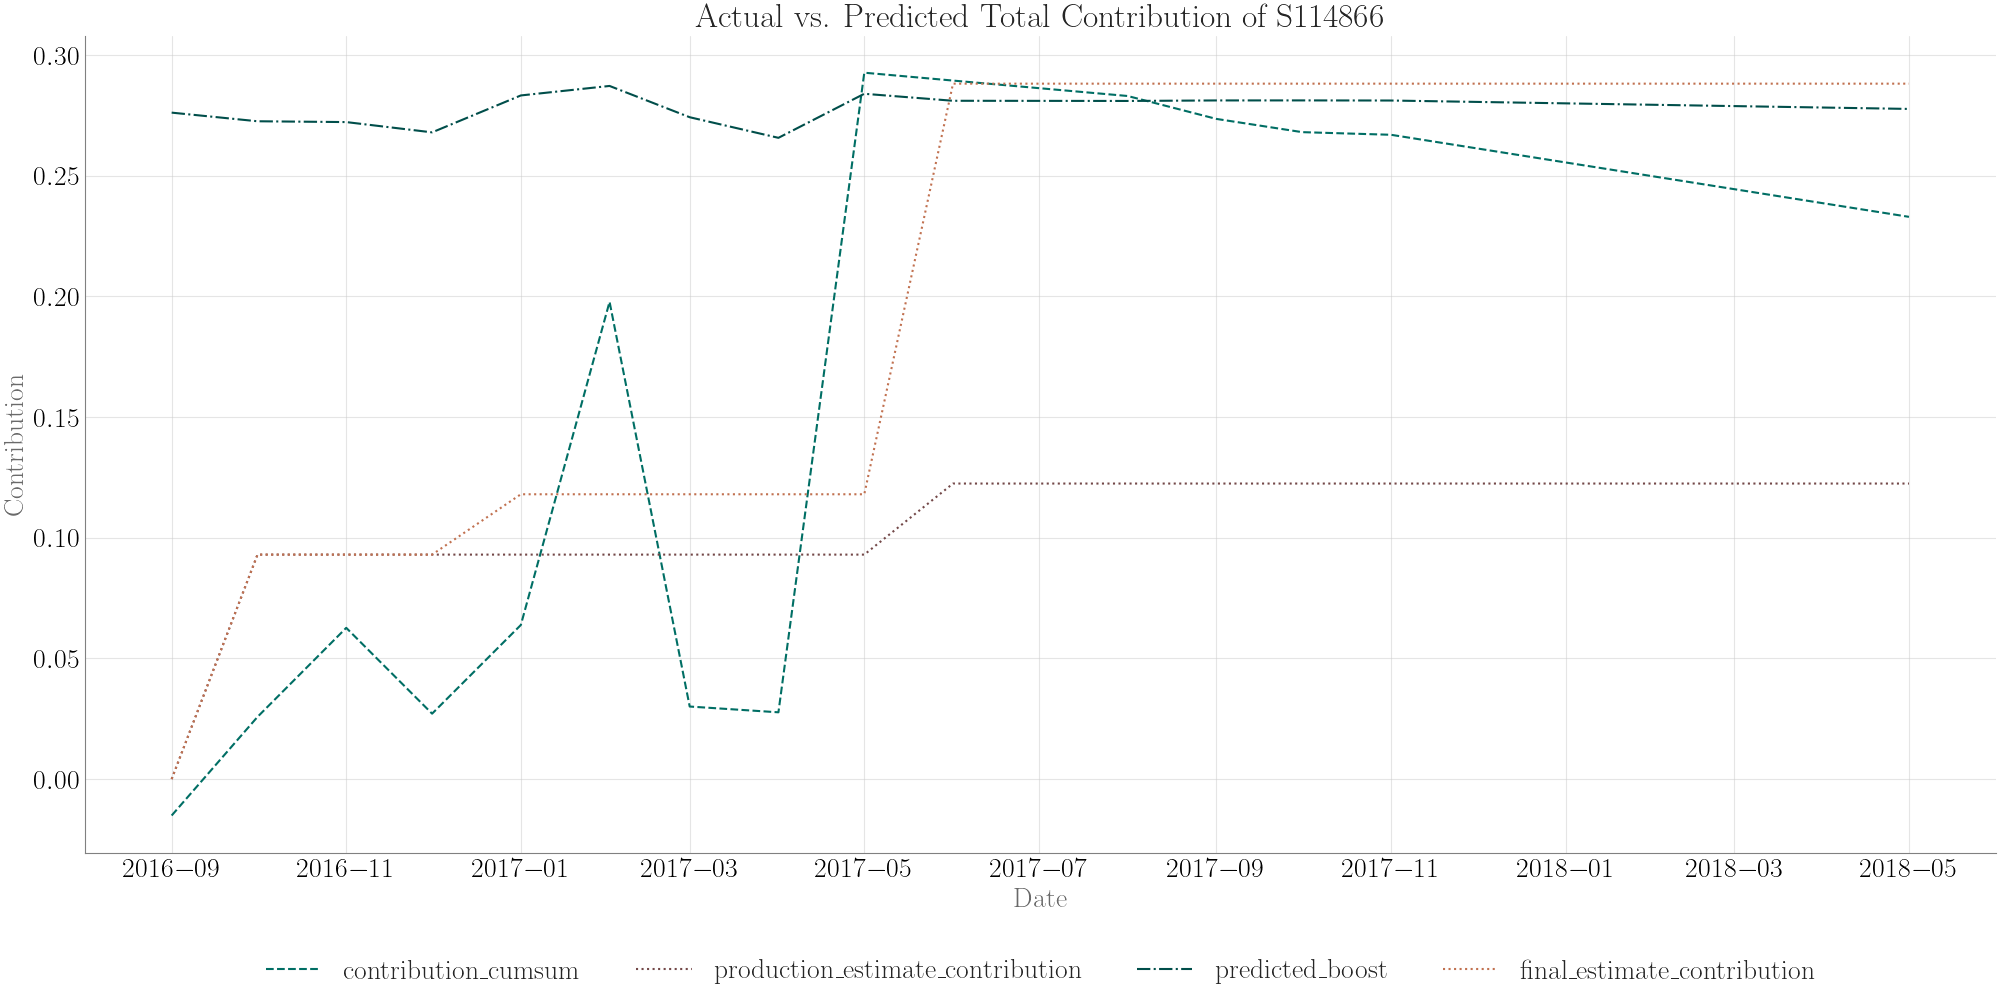 Actual vs. Predicted Total Contribution of S114866
0.30
0.25
0.20
0.15
0.10
0.05
0.00
Contribution
2016−09 2016−11 2017−01 2017−03 2017−05 2017−07 2017−09 2017−11 2018−01 2018−03 2018−05
Date
contribution_cumsum production_estimate_contribution predicted_boost final_estimate_contribution